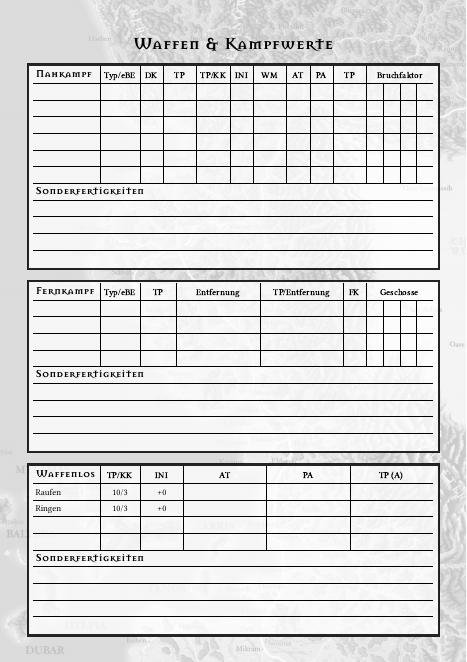 Waffen & Kampfwerte
Nahkampf Typ/eBE DK TP TP/KK INI WM AT PA TP Bruchfaktor
Sonderfertigkeiten
Fernkampf Typ/eBE TP Entfernung TP/Entfernung FK Geschosse
Sonderfertigkeiten
Waffenlos TP/KK INI AT PA TP (A)
Raufen 10/3 +0
Ringen 10/3 +0
Sonderfertigkeiten
DUBAR